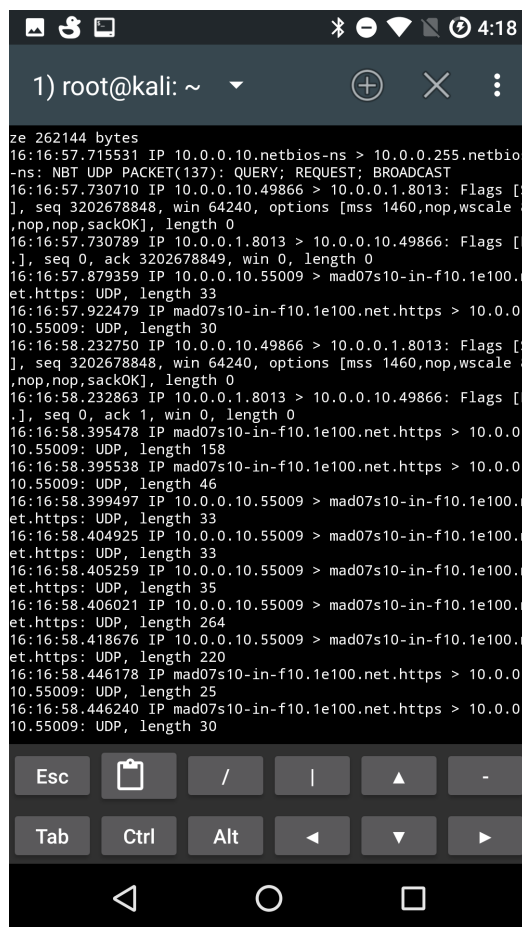 4:18
1) root@kali: ~
ze 262144 bytes
16:16:57.715531 IP 10.0.0.10.netbios-ns > 10.0.0.255.netbio
-ns: NBT UDP PACKET(137): QUERY; REQUEST; BROADCAST
16:16:57.730710 IP 10.0.0.10.49866 > 10.0.0.1.8013: Flags [S
], seq 3202678848, win 64240, options [mss 1460,nop,wscale
,nop,nop,sackOK], length 0
16:16:57.730789 IP 10.0.0.1.8013 > 10.0.0.10.49866: Flags [
.], seq 0, ack 3202678849, win 0, length 0
16:16:57.879359 IP 10.0.0.10.55009 > mad07s10-in-f10.1e100.
et.https: UDP, length 33
16:16:57.922479 IP mad07s10-in-f10.1e100.net.https > 10.0.0
10.55009: UDP, length 30
16:16:58.232750 IP 10.0.0.10.49866 > 10.0.0.1.8013: Flags [S
], seq 3202678848, win 64240, options [mss 1460,nop,wscale
,nop,nop,sackOK], length 0
16:16:58.232863 IP 10.0.0.1.8013 > 10.0.0.10.49866: Flags [
.], seq 0, ack 1, win 0, length 0
16:16:58.395478 IP mad07s10-in-f10.1e100.net.https > 10.0.0
10.55009: UDP, length 158
16:16:58.395538 IP mad07s10-in-f10.1e100.net.https > 10.0.0
10.55009: UDP, length 46
16:16:58.399497 IP 10.0.0.10.55009 > mad07s10-in-f10.1e100.
et.https: UDP, length 33
16:16:58.404925 IP 10.0.0.10.55009 > mad07s10-in-f10.1e100.
et.https: UDP, length 33
16:16:58.405259 IP 10.0.0.10.55009 > mad07s10-in-f10.1e100.
et.https: UDP, length 35
16:16:58.406021 IP 10.0.0.10.55009 > mad07s10-in-f10.1e100.
et.https: UDP, length 264
16:16:58.418676 IP 10.0.0.10.55009 > mad07s10-in-f10.1e100.
et.https: UDP, length 220
16:16:58.446178 IP mad07s10-in-f10.1e100.net.https > 10.0.0
10.55009: UDP, length 25
16:16:58.446240 IP mad07s10-in-f10.1e100.net.https > 10.0.0
10.55009: UDP, length 30
Esc / | ▲ -
Tab Ctrl Alt ◄ ▼ ►